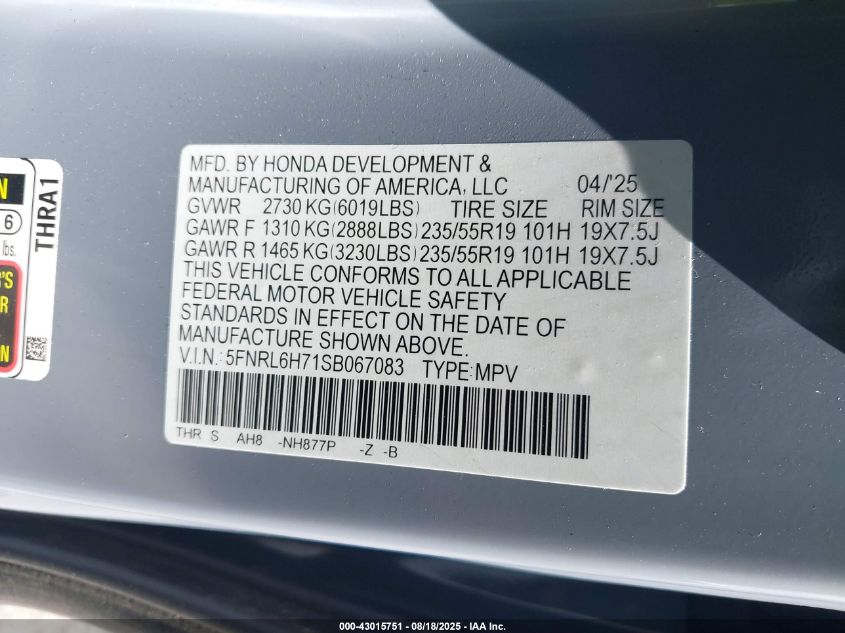 MFD. BY HONDA DEVELOPMENT &
MANUFACTURING OF AMERICA, LLC 04/'25
GVWR 2730 KG(6019LBS) TIRE SIZE RIM SIZE
GAWR F 1310 KG(2888LBS) 235/55R19 101H 19X7.5J
GAWR R 1465 KG(3230LBS) 235/55R19 101H 19X7.5J
THIS VEHICLE CONFORMS TO ALL APPLICABLE
FEDERAL MOTOR VEHICLE SAFETY
STANDARDS IN EFFECT ON THE DATE OF
MANUFACTURE SHOWN ABOVE.
V.I.N.: 5FNRL6H71SB067083 TYPE:MPV
THR S AH8 -NH877P -Z -B
THRA1
6
lbs.
000-43015751 - 08/18/2025 - IAA Inc.